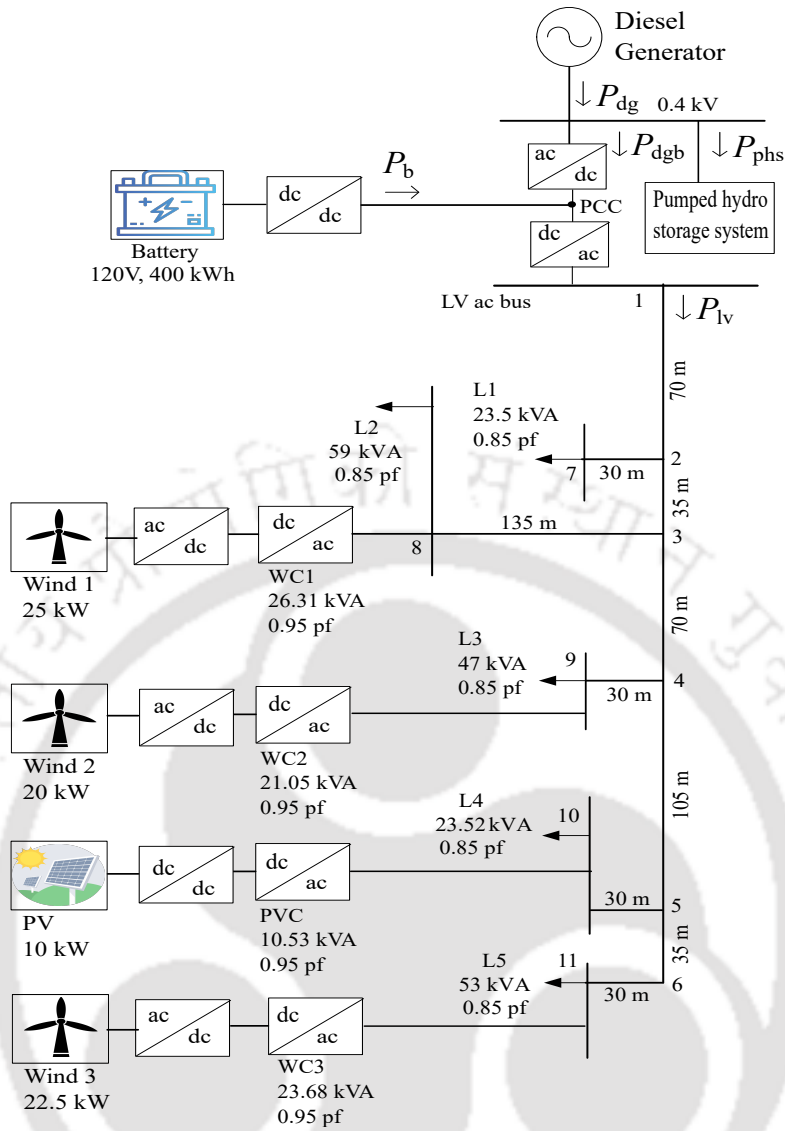 Diesel
Generator
↓ Pdg
0.4 kV
ac
dc
↓ Pdgb
↓ Pphs
Pb
→
dc
dc
PCC
Pumped hydro
storage system
Battery
120V, 400 kWh
dc
ac
LV ac bus
1
↓ Plv
70 m
L1
23.5 kVA
0.85 pf
L2
59 kVA
0.85 pf
7
30 m
2
35 m
135 m
3
8
ac
dc
dc
ac
Wind 1
25 kW
WC1
26.31 kVA
0.95 pf
70 m
L3
47 kVA
0.85 pf
9
30 m
4
ac
dc
dc
ac
Wind 2
20 kW
WC2
21.05 kVA
0.95 pf
105 m
L4
23.52 kVA
0.85 pf
10
dc
dc
dc
ac
30 m
5
PV
10 kW
PVC
10.53 kVA
0.95 pf
35 m
L5
53 kVA
0.85 pf
11
30 m
6
ac
dc
dc
ac
Wind 3
22.5 kW
WC3
23.68 kVA
0.95 pf